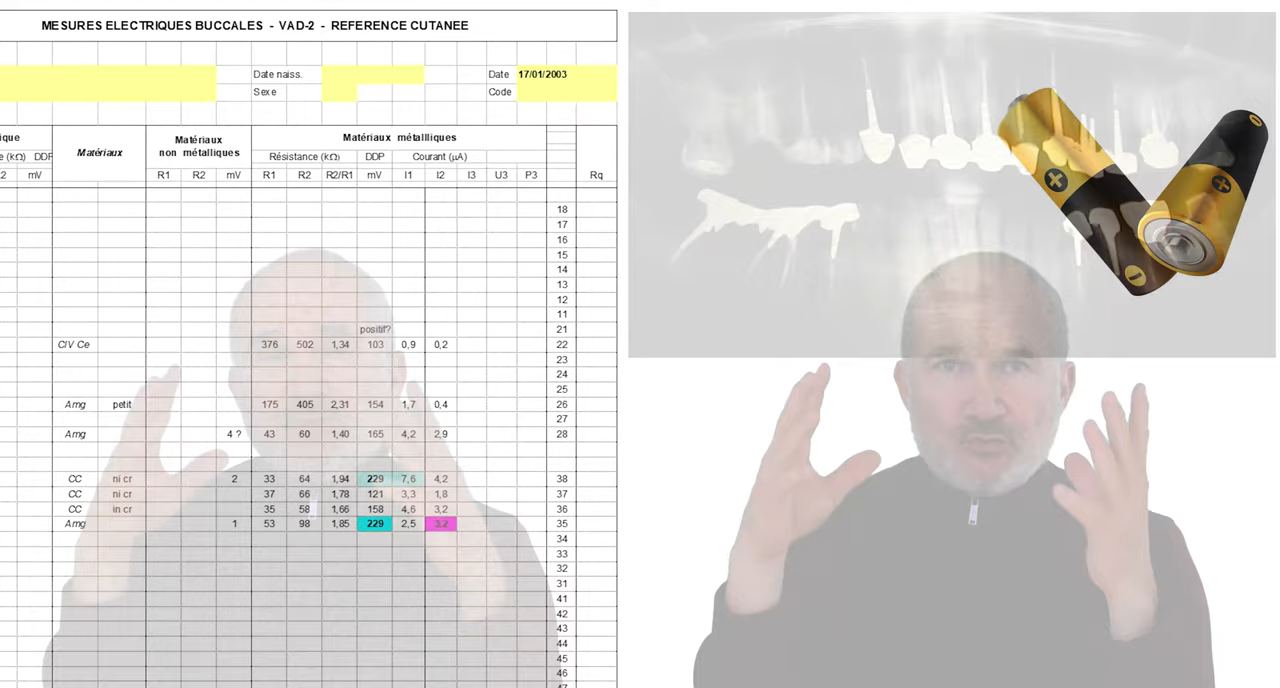 MESURES ELECTRIQUES BUCCALES - VAD-2 - REFERENCE CUTANEE
Date naiss. Date 17/01/2003
Sexe Code
ique Matériaux Matériaux non métalliques Matériaux métalliques
e (kΩ) DDP Résistance (kΩ) DDP Courant (µA)
2 mV R1 R2 mV R1 R2 R2/R1 mV I1 I2 I3 U3 P3 Rq
18
17
16
15
14
13
12
11
positif? 21
CIV Ce 376 502 1,34 103 0,9 0,2 22
23
24
25
Amg petit 175 405 2,31 154 1,7 0,4 26
27
Amg 4 ? 43 60 1,40 165 4,2 2,9 28
CC ni cr 2 33 64 1,94 229 7,6 4,2 38
CC ni cr 37 66 1,78 121 3,3 1,8 37
CC in cr 35 58 1,66 158 4,6 3,2 36
Amg 1 53 98 1,85 229 2,5 3,2 35
34
33
32
31
41
42
43
44
45
46